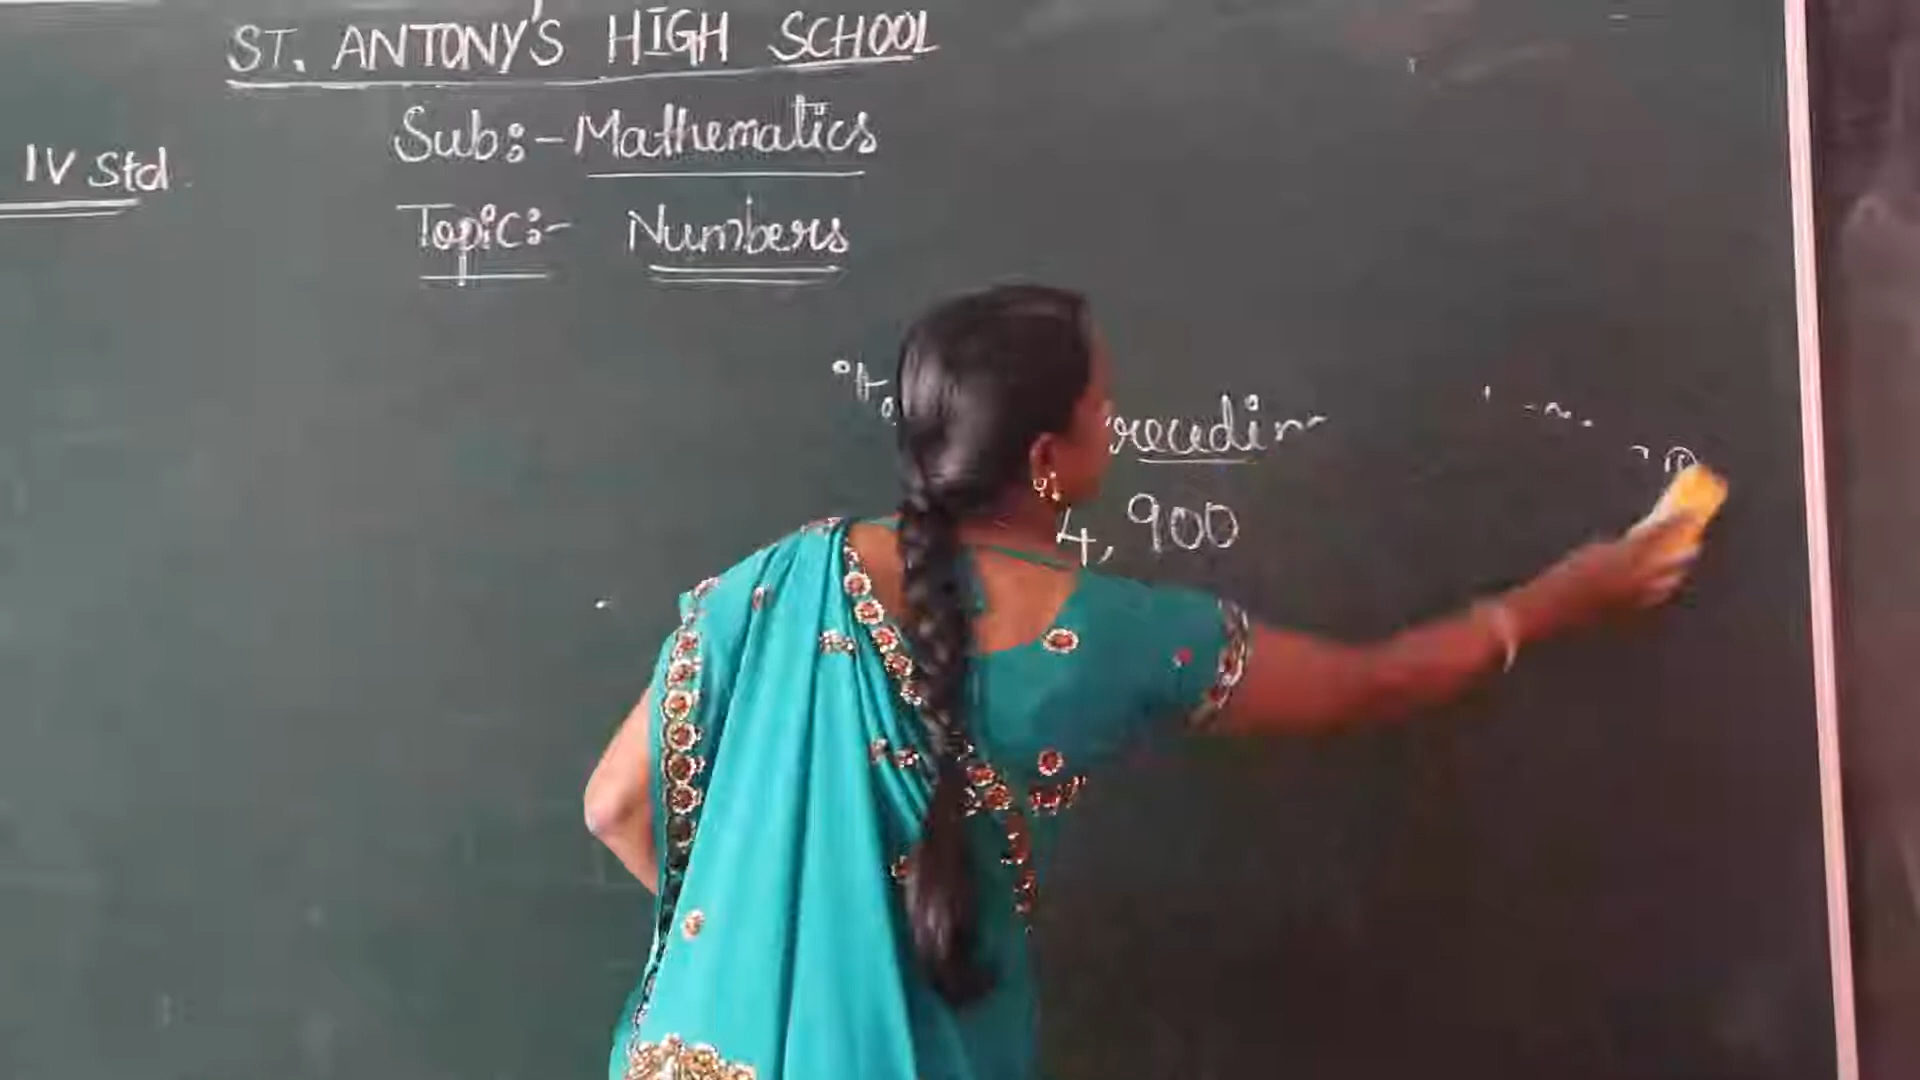 ST. ANTONY'S HIGH SCHOOL
Sub:- Mathematics
IV Std.
Topic:- Numbers
4,900